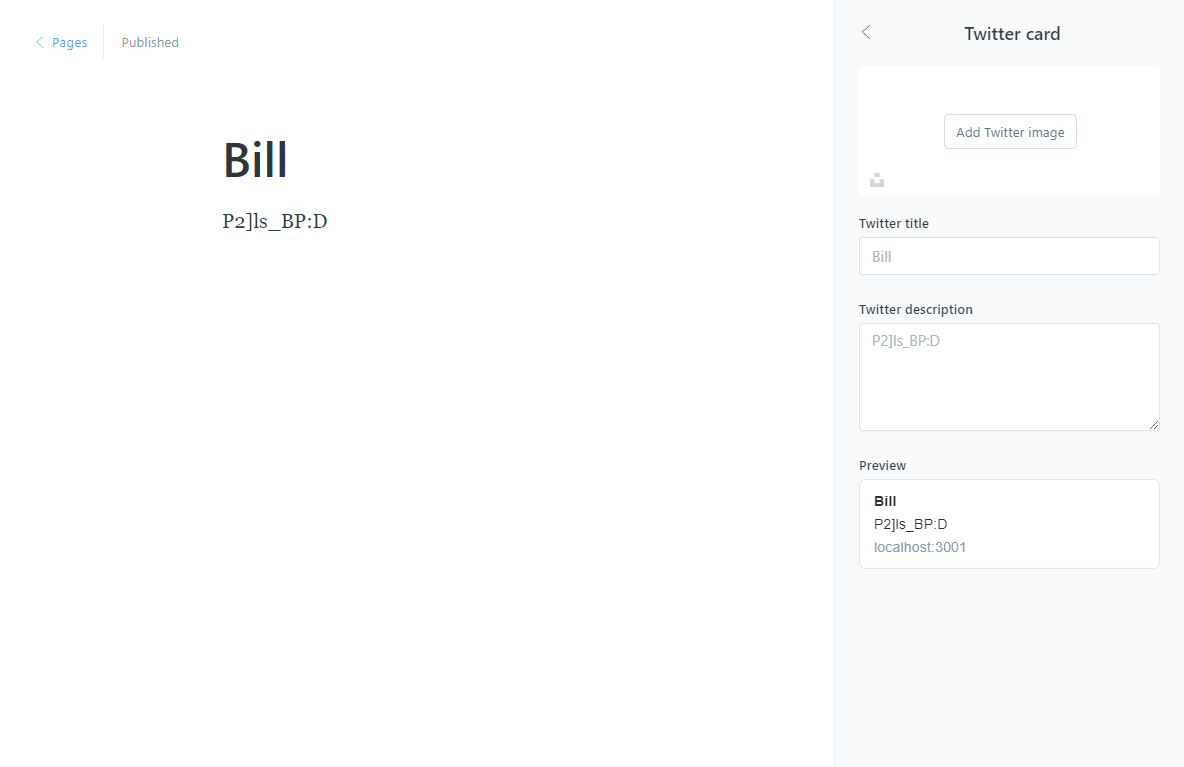 Pages
Published
Bill
P2]ls_BP:D
Twitter card
Add Twitter image
Twitter title
Bill
Twitter description
P2]ls_BP:D
Preview
Bill
P2]ls_BP:D
localhost:3001